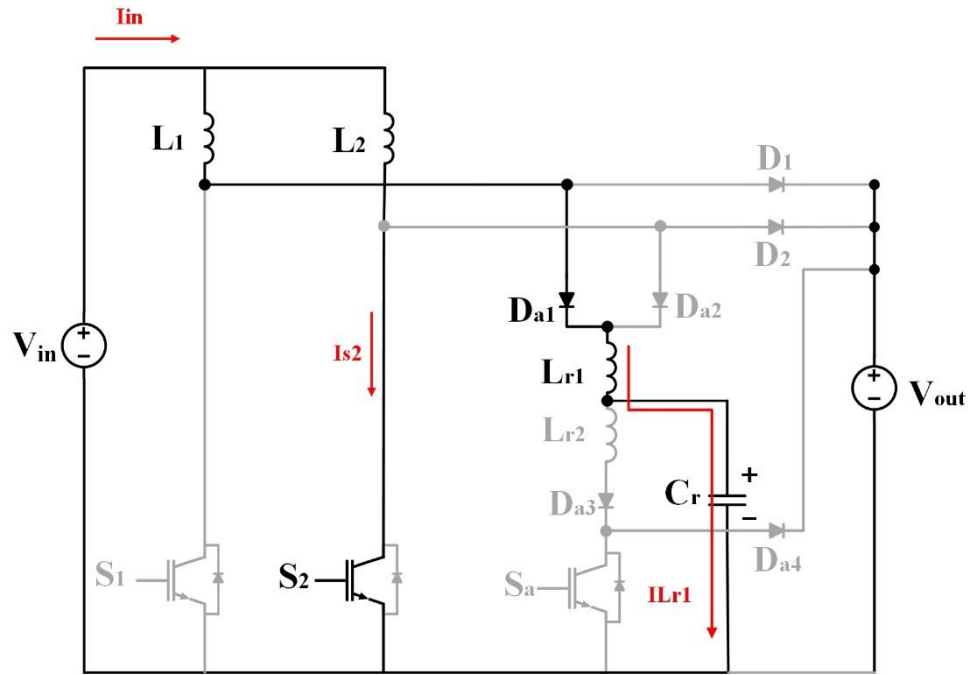 Iin
L1
L2
D1
D2
Da1
Da2
Vin
Is2
Lr1
Vout
Lr2
Da3
Cr
Da4
S1
S2
Sa
ILr1